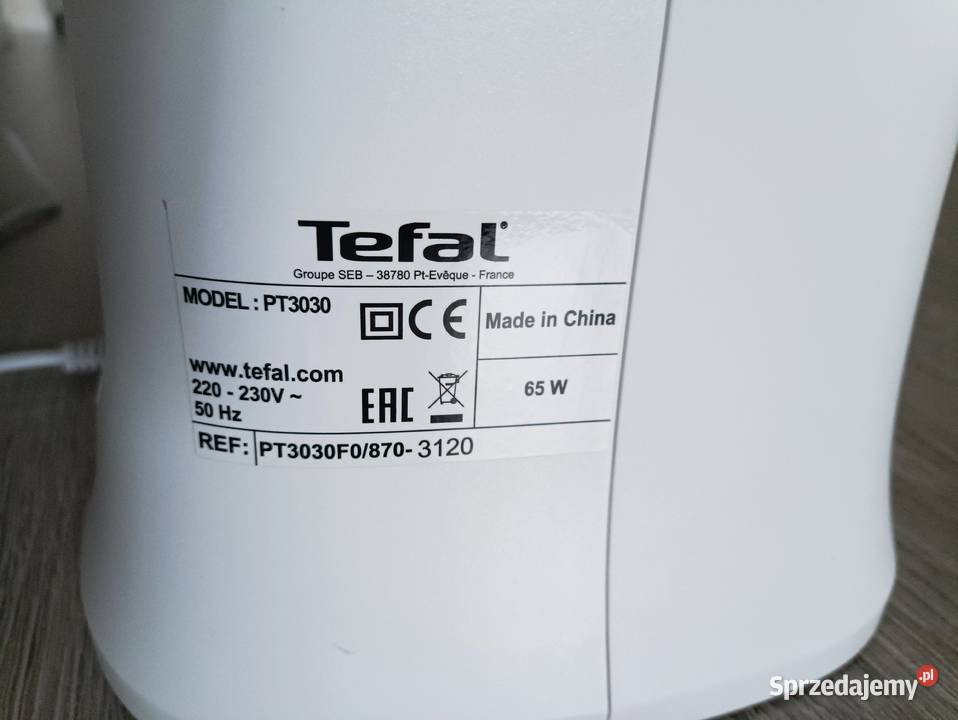 Tefal®
Groupe SEB – 38780 Pt-Evêque - France
MODEL : PT3030
CE
Made in China
www.tefal.com
220 - 230V ~
50 Hz
EAC
65 W
REF: PT3030F0/870- 3120
Sprzedajemy.pl